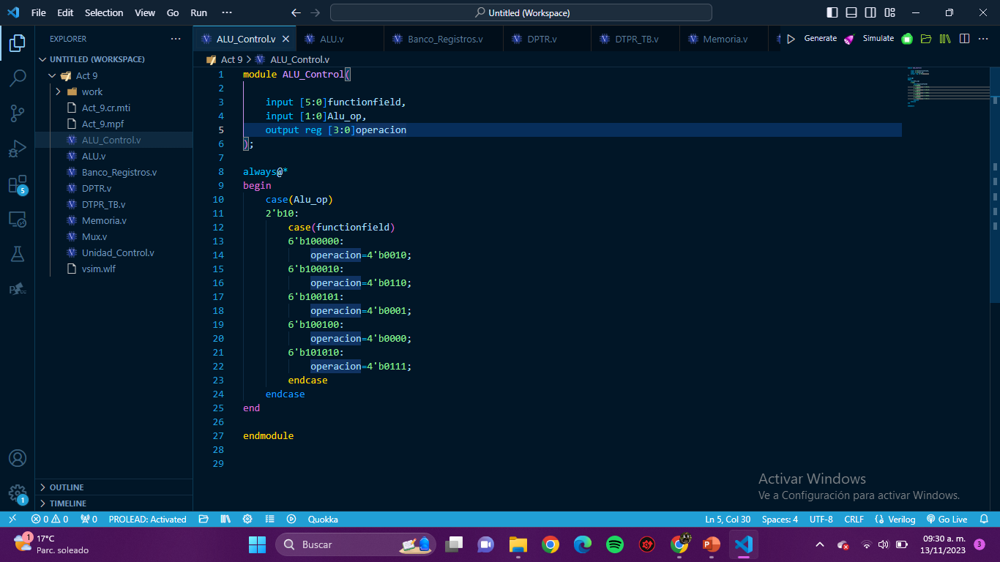 File Edit Selection View Go Run ··· Untitled (Workspace)
EXPLORER ···
UNTITLED (WORKSPACE)
Act 9
work
Act_9.cr.mti
Act_9.mpf
ALU_Control.v
ALU.v
Banco_Registros.v
DPTR.v
DTPR_TB.v
Memoria.v
Mux.v
Unidad_Control.v
vsim.wlf
OUTLINE
TIMELINE
5
1
ALU_Control.v ALU.v Banco_Registros.v DPTR.v DTPR_TB.v Memoria.v Generate Simulate ···
Act 9 > ALU_Control.v
1 module ALU_Control(
2
3 input [5:0]functionfield,
4 input [1:0]Alu_op,
5 output reg [3:0]operacion
6 );
7
8 always@*
9 begin
10 case(Alu_op)
11 2'b10:
12 case(functionfield)
13 6'b100000:
14 operacion=4'b0010;
15 6'b100010:
16 operacion=4'b0110;
17 6'b100101:
18 operacion=4'b0001;
19 6'b100100:
20 operacion=4'b0000;
21 6'b101010:
22 operacion=4'b0111;
23 endcase
24 endcase
25 end
26
27 endmodule
28
29
Activar Windows
Ve a Configuración para activar Windows.
0 0 0 PROLEAD: Activated Quokka Ln 5, Col 30 Spaces: 4 UTF-8 CRLF Verilog Go Live
1 17°C
Parc. soleado
Buscar
09:30 a. m.
13/11/2023
3